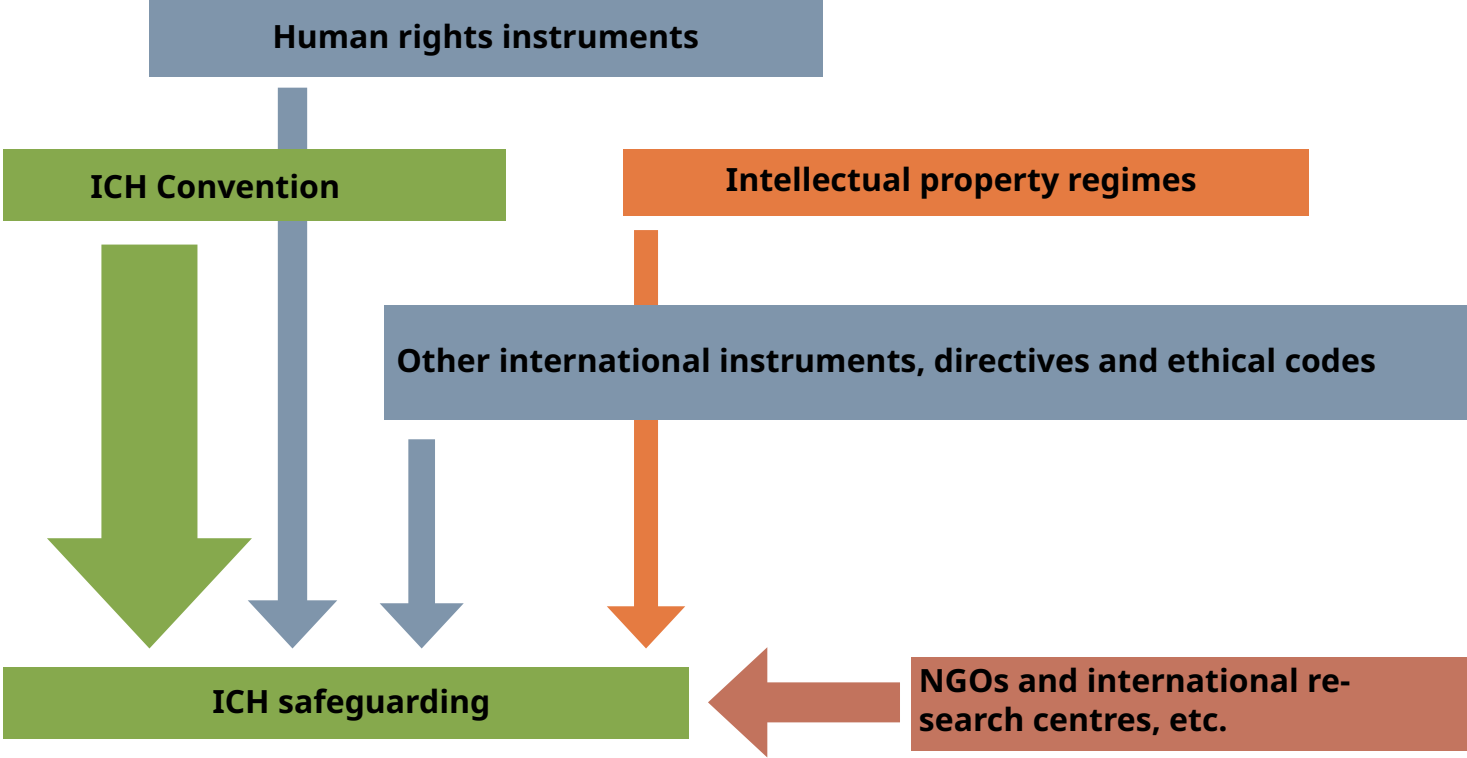 Human rights instruments
ICH Convention
Intellectual property regimes
Other international instruments, directives and ethical codes
ICH safeguarding
NGOs and international re-
search centres, etc.